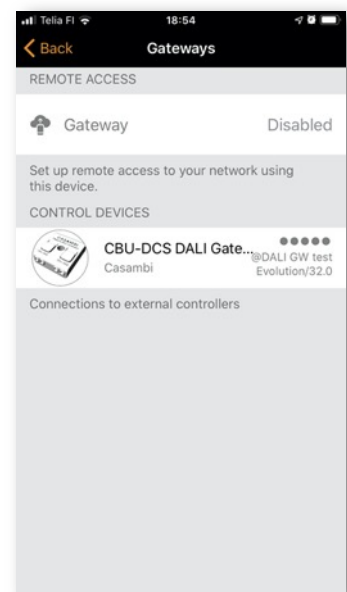 Telia FI 18:54
Back Gateways
REMOTE ACCESS
Gateway Disabled
Set up remote access to your network using
this device.
CONTROL DEVICES
CBU-DCS DALI Gate...
Casambi
@DALI GW test
Evolution/32.0
Connections to external controllers